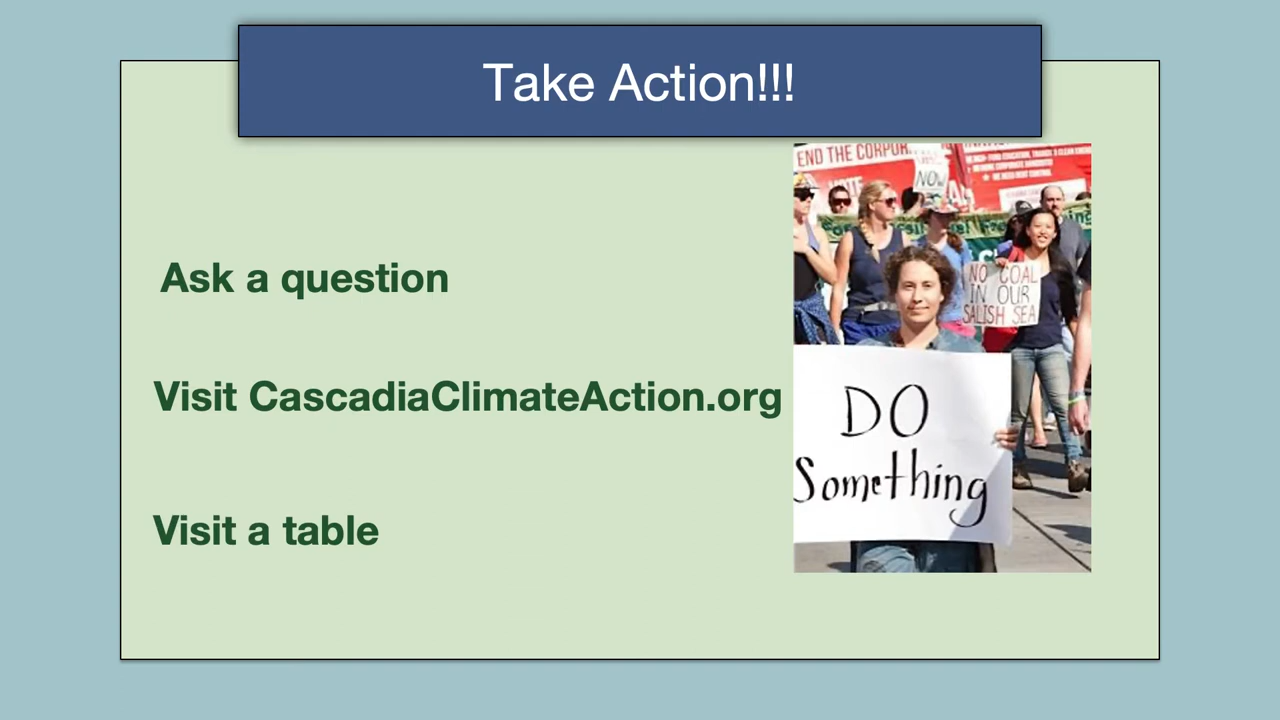 Take Action!!!
Ask a question
Visit CascadiaClimateAction.org
Visit a table
END THE CORPOR
NOW
NO COAL
IN OUR
SALISH SEA
DO
Something